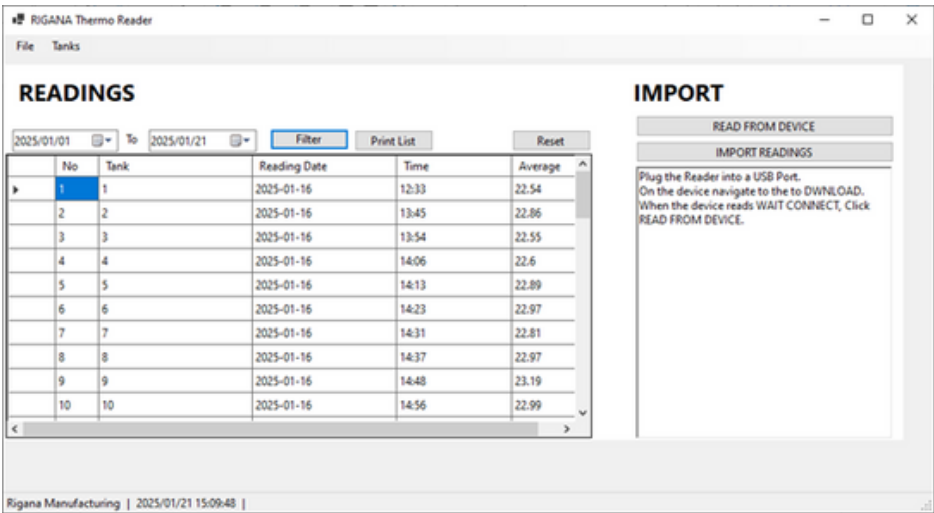 RIGANA Thermo Reader
File Tanks
READINGS
2025/01/01 To 2025/01/21 Filter Print List Reset
No Tank Reading Date Time Average
1 1 2025-01-16 12:33 22.54
2 2 2025-01-16 13:45 22.86
3 3 2025-01-16 13:54 22.55
4 4 2025-01-16 14:06 22.6
5 5 2025-01-16 14:13 22.89
6 6 2025-01-16 14:23 22.97
7 7 2025-01-16 14:31 22.81
8 8 2025-01-16 14:37 22.97
9 9 2025-01-16 14:48 23.19
10 10 2025-01-16 14:56 22.99
IMPORT
READ FROM DEVICE
IMPORT READINGS
Plug the Reader into a USB Port.
On the device navigate to the to DWNLOAD.
When the device reads WAIT CONNECT, Click
READ FROM DEVICE.
Rigana Manufacturing | 2025/01/21 15:09:48 |